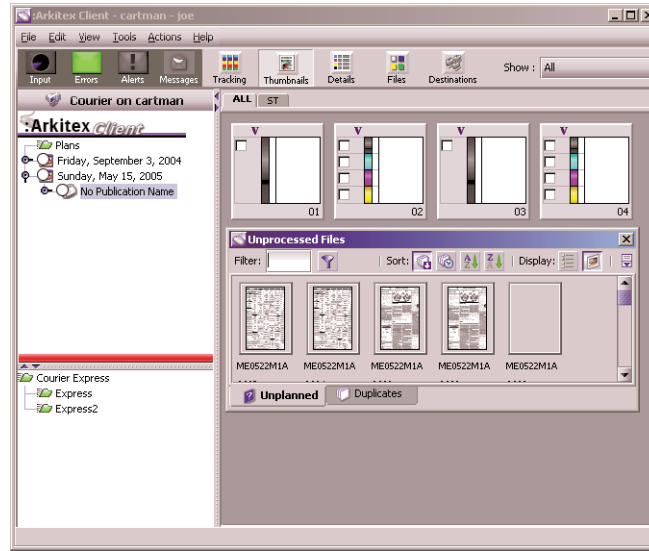 :Arkitex Client - cartman - joe
File Edit View Tools Actions Help
Input Errors Alerts Messages Tracking Thumbnails Details Files Destinations Show : All
Courier on cartman
ALL ST
:Arkitex Client
Plans
Friday, September 3, 2004
Sunday, May 15, 2005
No Publication Name
V V V V
01 02 03 04
Unprocessed Files
Filter: Sort: Display:
ME0522M1A ME0522M1A ME0522M1A ME0522M1A ME0522M1A
Unplanned Duplicates
Courier Express
Express
Express2